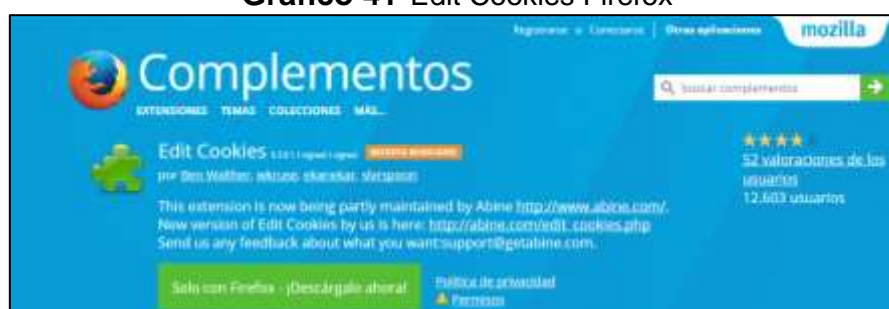 Gráfico 41 Edit Cookies Firefox
Registrarse o Conectarse | Otras aplicaciones mozilla
Complementos
buscar complementos
EXTENSIONES TEMAS COLECCIONES MÁS...
Edit Cookies
por Ben Walther,
This extension is now being partly maintained by Abine http://www.abine.com/.
New version of Edit Cookies by us is here: http://abine.com/edit_cookies.php
Send us any feedback about what you want:support@getabine.com.
52 valoraciones de los
usuarios
12.603 usuarios
Solo con Firefox - ¡Descárgalo ahora!
Política de privacidad
Permisos